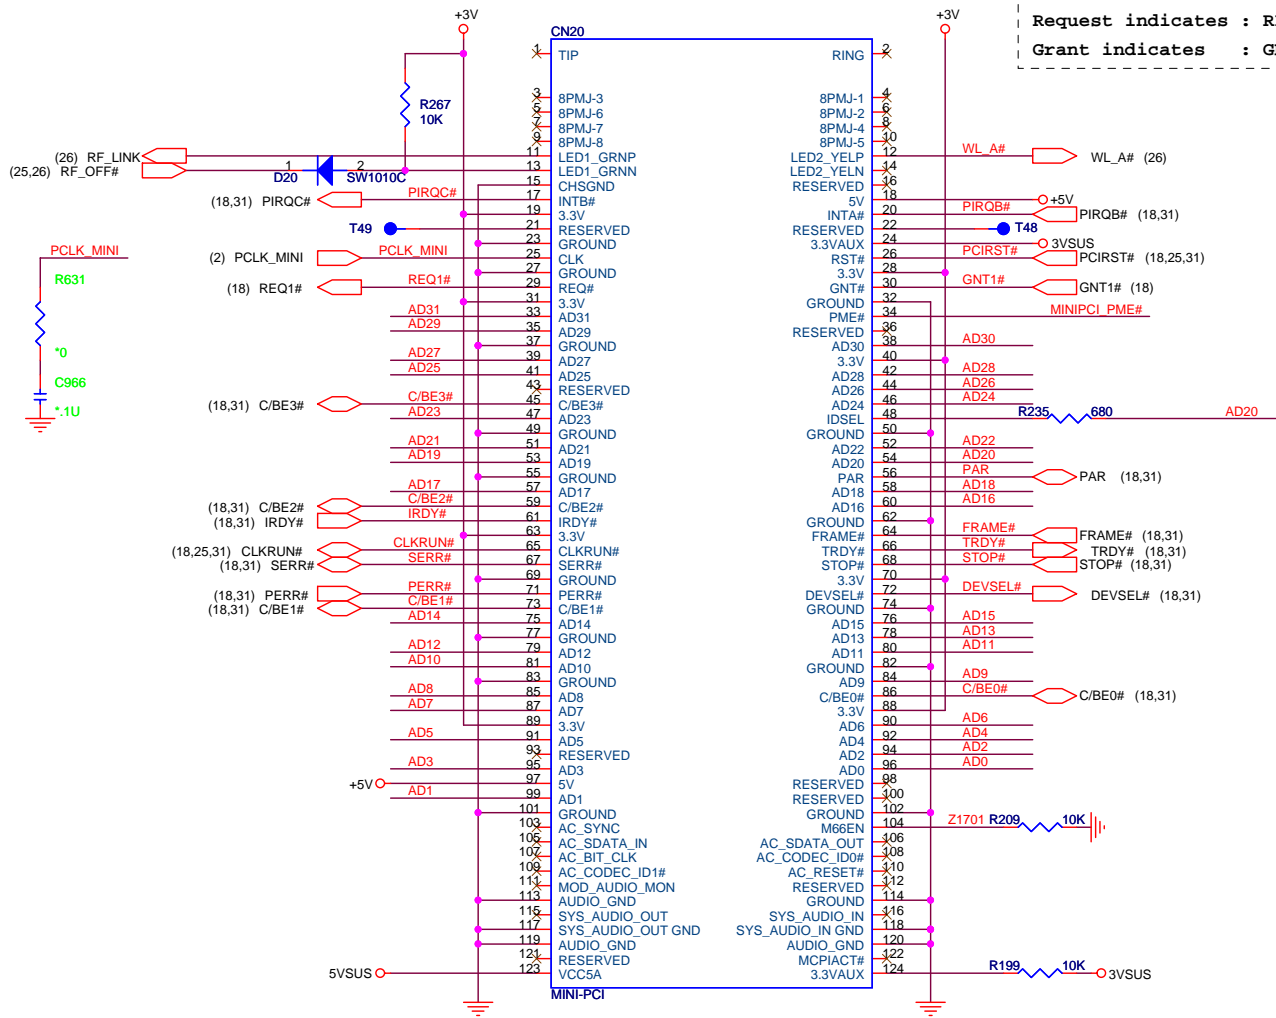 +3V
+3V
Request indicates : R
Grant indicates : G
CN20
1 TIP RING 2
3 8PMJ-3 8PMJ-1 4
5 8PMJ-6 8PMJ-2 6
7 8PMJ-7 8PMJ-4 8
9 8PMJ-8 8PMJ-5 10
R267
10K
(26) RF_LINK 11 LED1_GRNP LED2_YELP 12 WL_A# WL_A# (26)
(25,26) RF_OFF# 1 D20 2 SW1010C 13 LED1_GRNN LED2_YELN 14
15 CHSGND RESERVED 16
(18,31) PIRQC# PIRQC# 17 INTB# 5V 18 +5V
19 3.3V INTA# 20 PIRQB# PIRQB# (18,31)
T49 21 RESERVED RESERVED 22 T48
23 GROUND 3.3VAUX 24 3VSUS
(2) PCLK_MINI PCLK_MINI 25 CLK RST# 26 PCIRST# PCIRST# (18,25,31)
27 GROUND 3.3V 28
(18) REQ1# REQ1# 29 REQ# GNT# 30 GNT1# GNT1# (18)
31 3.3V GROUND 32
AD31 33 AD31 PME# 34 MINIPCI_PME#
AD29 35 AD29 RESERVED 36
37 GROUND AD30 38 AD30
AD27 39 AD27 3.3V 40
AD25 41 AD25 AD28 42 AD28
43 RESERVED AD26 44 AD26
(18,31) C/BE3# C/BE3# 45 C/BE3# AD24 46 AD24
AD23 47 AD23 IDSEL 48 R235 680 AD20
49 GROUND GROUND 50
AD21 51 AD21 AD22 52 AD22
AD19 53 AD19 AD20 54 AD20
55 GROUND PAR 56 PAR PAR (18,31)
AD17 57 AD17 AD18 58 AD18
(18,31) C/BE2# C/BE2# 59 C/BE2# AD16 60 AD16
(18,31) IRDY# IRDY# 61 IRDY# GROUND 62
63 3.3V FRAME# 64 FRAME# FRAME# (18,31)
(18,25,31) CLKRUN# CLKRUN# 65 CLKRUN# TRDY# 66 TRDY# TRDY# (18,31)
(18,31) SERR# SERR# 67 SERR# STOP# 68 STOP# STOP# (18,31)
69 GROUND 3.3V 70
(18,31) PERR# PERR# 71 PERR# DEVSEL# 72 DEVSEL# DEVSEL# (18,31)
(18,31) C/BE1# C/BE1# 73 C/BE1# GROUND 74
AD14 75 AD14 AD15 76 AD15
77 GROUND AD13 78 AD13
AD12 79 AD12 AD11 80 AD11
AD10 81 AD10 GROUND 82
83 GROUND AD9 84 AD9
AD8 85 AD8 C/BE0# 86 C/BE0# C/BE0# (18,31)
AD7 87 AD7 3.3V 88
89 3.3V AD6 90 AD6
AD5 91 AD5 AD4 92 AD4
93 RESERVED AD2 94 AD2
AD3 95 AD3 AD0 96 AD0
+5V 97 5V RESERVED 98
AD1 99 AD1 RESERVED 100
101 GROUND GROUND 102
103 AC_SYNC M66EN 104 Z1701 R209 10K
105 AC_SDATA_IN AC_SDATA_OUT 106
107 AC_BIT_CLK AC_CODEC_ID0# 108
109 AC_CODEC_ID1# AC_RESET# 110
111 MOD_AUDIO_MON RESERVED 112
113 AUDIO_GND GROUND 114
115 SYS_AUDIO_OUT SYS_AUDIO_IN 116
117 SYS_AUDIO_OUT GND SYS_AUDIO_IN GND 118
119 AUDIO_GND AUDIO_GND 120
121 RESERVED MCPIACT# 122
5VSUS 123 VCC5A 3.3VAUX 124 R199 10K 3VSUS
MINI-PCI
PCLK_MINI
R631
*0
C966
*.1U